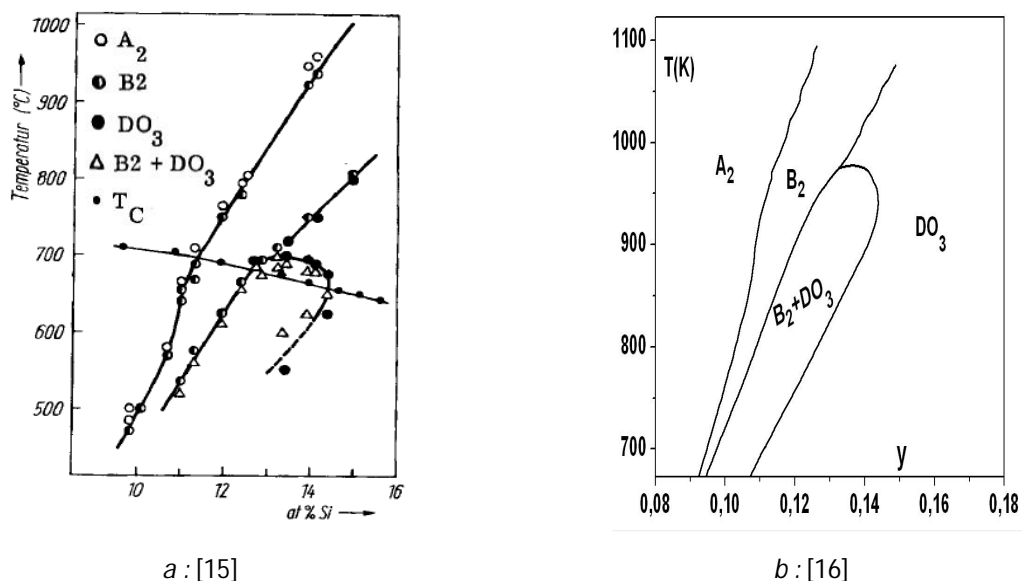 1000
900
800
700
600
500
Temperatur (°C)
A2
B2
DO3
B2 + DO3
TC
10
12
14
16
at % Si
a : [15]
1100
1000
900
800
700
T(K)
A2
B2
B2+DO3
DO3
y
0,08
0,10
0,12
0,14
0,16
0,18
b : [16]